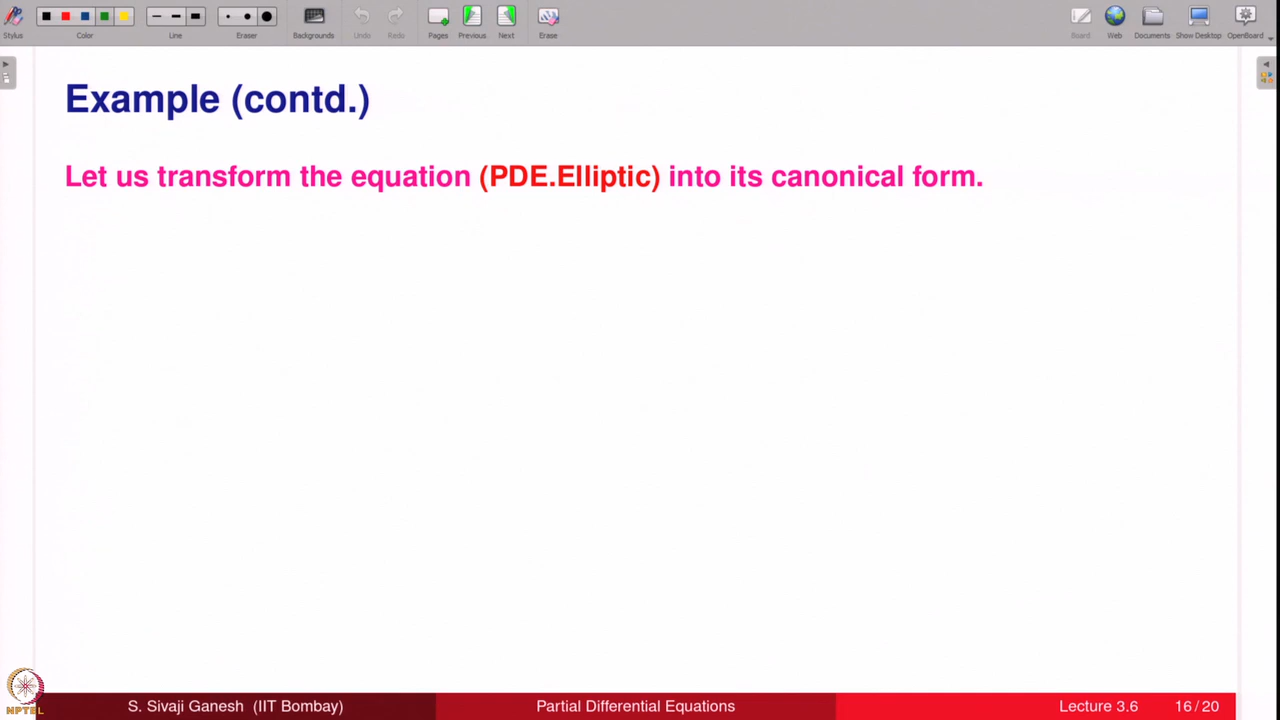 Stylus
Color
Line
Eraser
Backgrounds
Undo
Redo
Pages
Previous
Next
Erase
Board
Web
Documents
Show Desktop
OpenBoard
Example (contd.)
Let us transform the equation (PDE.Elliptic) into its canonical form.
NPTEL
S. Sivaji Ganesh (IIT Bombay)
Partial Differential Equations
Lecture 3.6
16 / 20